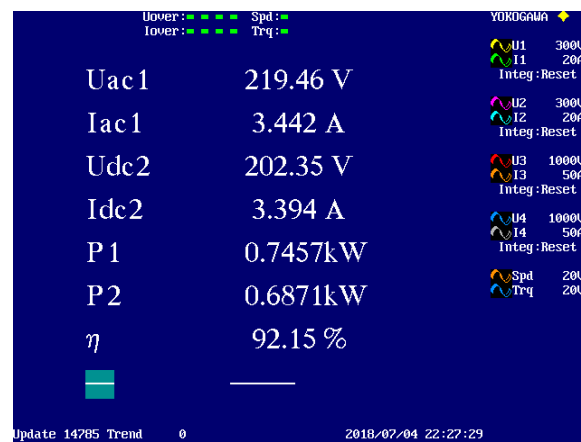 Uover: Spd: YOKOGAWA
Iover: Trq:
U1 300V
I1 20A
Integ:Reset
Uac1 219.46 V
U2 300V
I2 20A
Integ:Reset
Iac1 3.442 A
Udc2 202.35 V
U3 1000V
I3 50A
Integ:Reset
Idc2 3.394 A
U4 1000V
I4 50A
Integ:Reset
P1 0.7457kW
Spd 20V
Trq 20V
P2 0.6871kW
η 92.15 %
Update 14785 Trend 0 2018/07/04 22:27:29